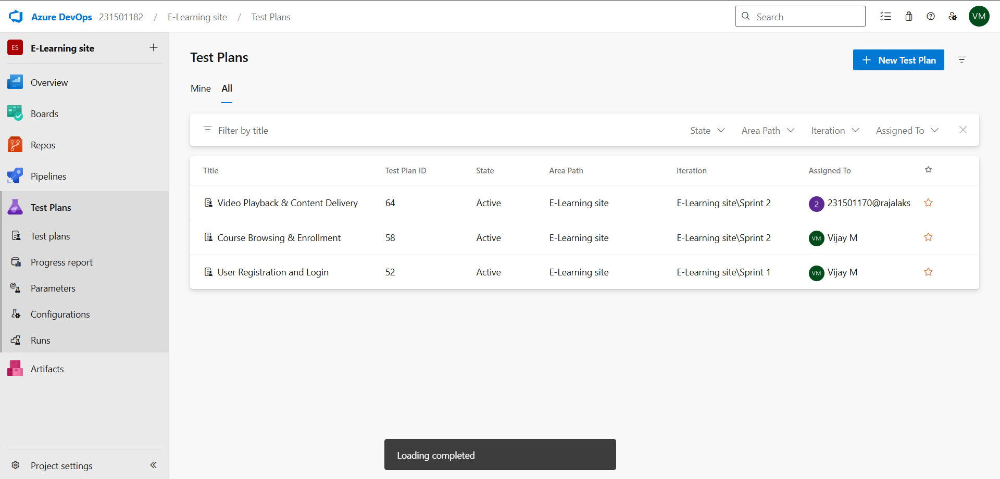 Azure DevOps 231501182 / E-Learning site / Test Plans
Search
VM
ES E-Learning site
Overview
Boards
Repos
Pipelines
Test Plans
Test plans
Progress report
Parameters
Configurations
Runs
Artifacts
Project settings
Test Plans
New Test Plan
Mine All
Filter by title State Area Path Iteration Assigned To
Title Test Plan ID State Area Path Iteration Assigned To
Video Playback & Content Delivery 64 Active E-Learning site E-Learning site\Sprint 2 2 231501170@rajalaks
Course Browsing & Enrollment 58 Active E-Learning site E-Learning site\Sprint 2 VM Vijay M
User Registration and Login 52 Active E-Learning site E-Learning site\Sprint 1 VM Vijay M
Loading completed